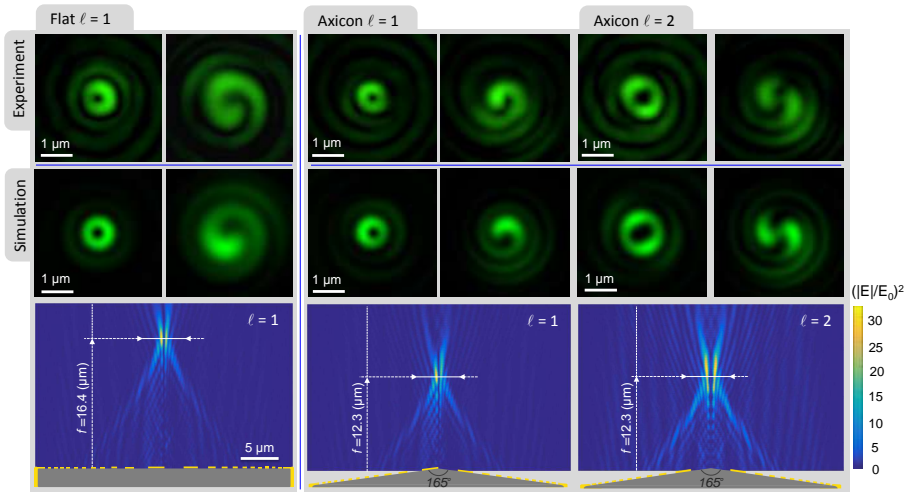 Flat ℓ = 1
Axicon ℓ = 1
Axicon ℓ = 2
Experiment
1 µm
1 µm
1 µm
Simulation
1 µm
1 µm
1 µm
(|E|/E₀)²
ℓ = 1
ℓ = 1
ℓ = 2
f =16.4 (µm)
f =12.3 (µm)
f =12.3 (µm)
5 µm
165°
165°
30
25
20
15
10
5
0